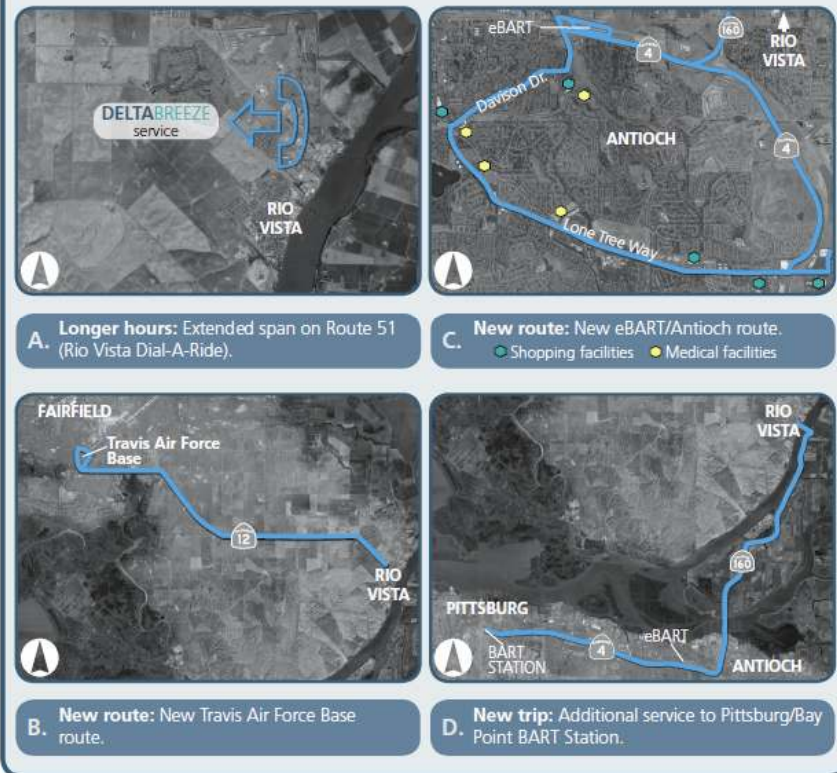 DELTABREEZE
service
RIO
VISTA
A. Longer hours: Extended span on Route 51
(Rio Vista Dial-A-Ride).
eBART
4
160
RIO
VISTA
Davison Dr.
ANTIOCH
4
Lone Tree Way
C. New route: New eBART/Antioch route.
Shopping facilities Medical facilities
FAIRFIELD
Travis Air Force
Base
12
RIO
VISTA
B. New route: New Travis Air Force Base
route.
RIO
VISTA
160
PITTSBURG
BART
STATION
4
eBART
ANTIOCH
D. New trip: Additional service to Pittsburg/Bay
Point BART Station.